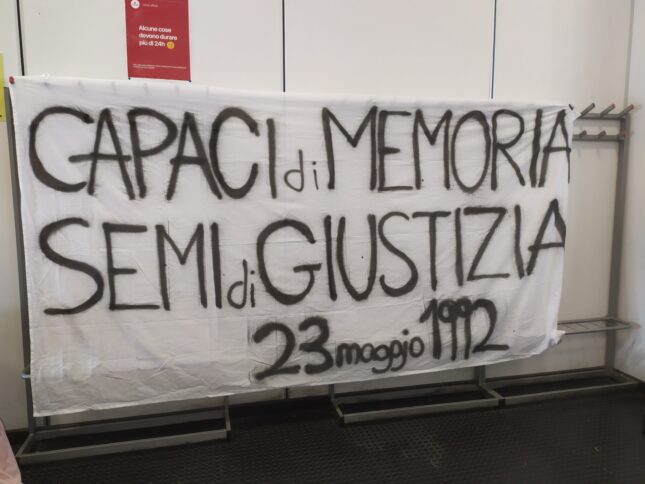 Alcune cose
devono durare
più di 24h
CAPACI di MEMORIA
SEMI di GIUSTIZIA
23 maggio 1992